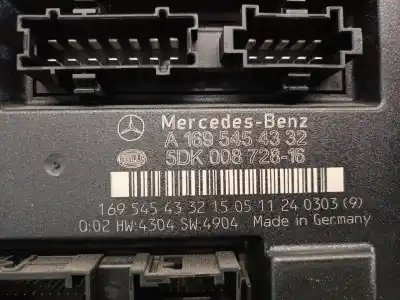 Mercedes-Benz
A 169 545 43 32
5DK 008 728-16
169 545 43 32 15 05 11 24 0303 (9)
Q:02 HW:4304 SW:4904 Made in Germany